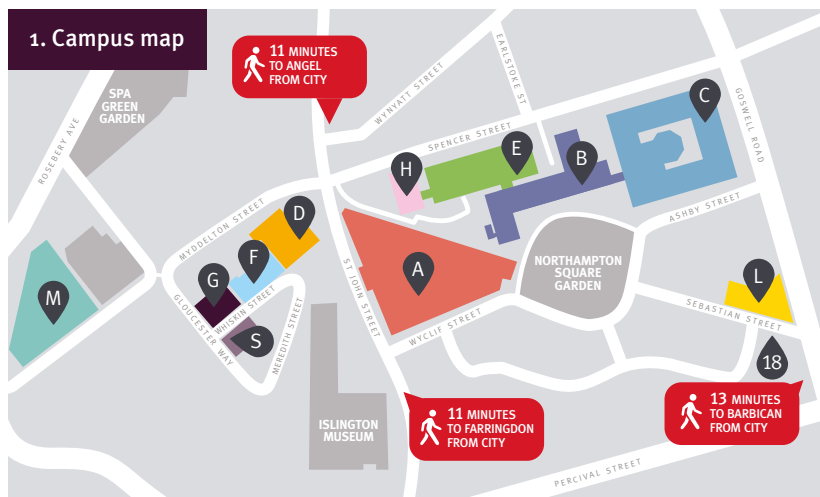 1. Campus map
11 MINUTES
TO ANGEL
FROM CITY
SPA
GREEN
GARDEN
ROSEBERY AVE
WYNYATT STREET
EARLSTOKE ST
SPENCER STREET
GOSWELL ROAD
C
E
B
H
MYDDELTON STREET
D
ASHBY STREET
F
A
G
NORTHAMPTON
SQUARE
GARDEN
ST JOHN STREET
M
L
WHISKIN STREET
GLOUCESTER WAY
S
MEREDITH STREET
WYCLIF STREET
SEBASTIAN STREET
18
ISLINGTON
MUSEUM
11 MINUTES
TO FARRINGDON
FROM CITY
13 MINUTES
TO BARBICAN
FROM CITY
PERCIVAL STREET